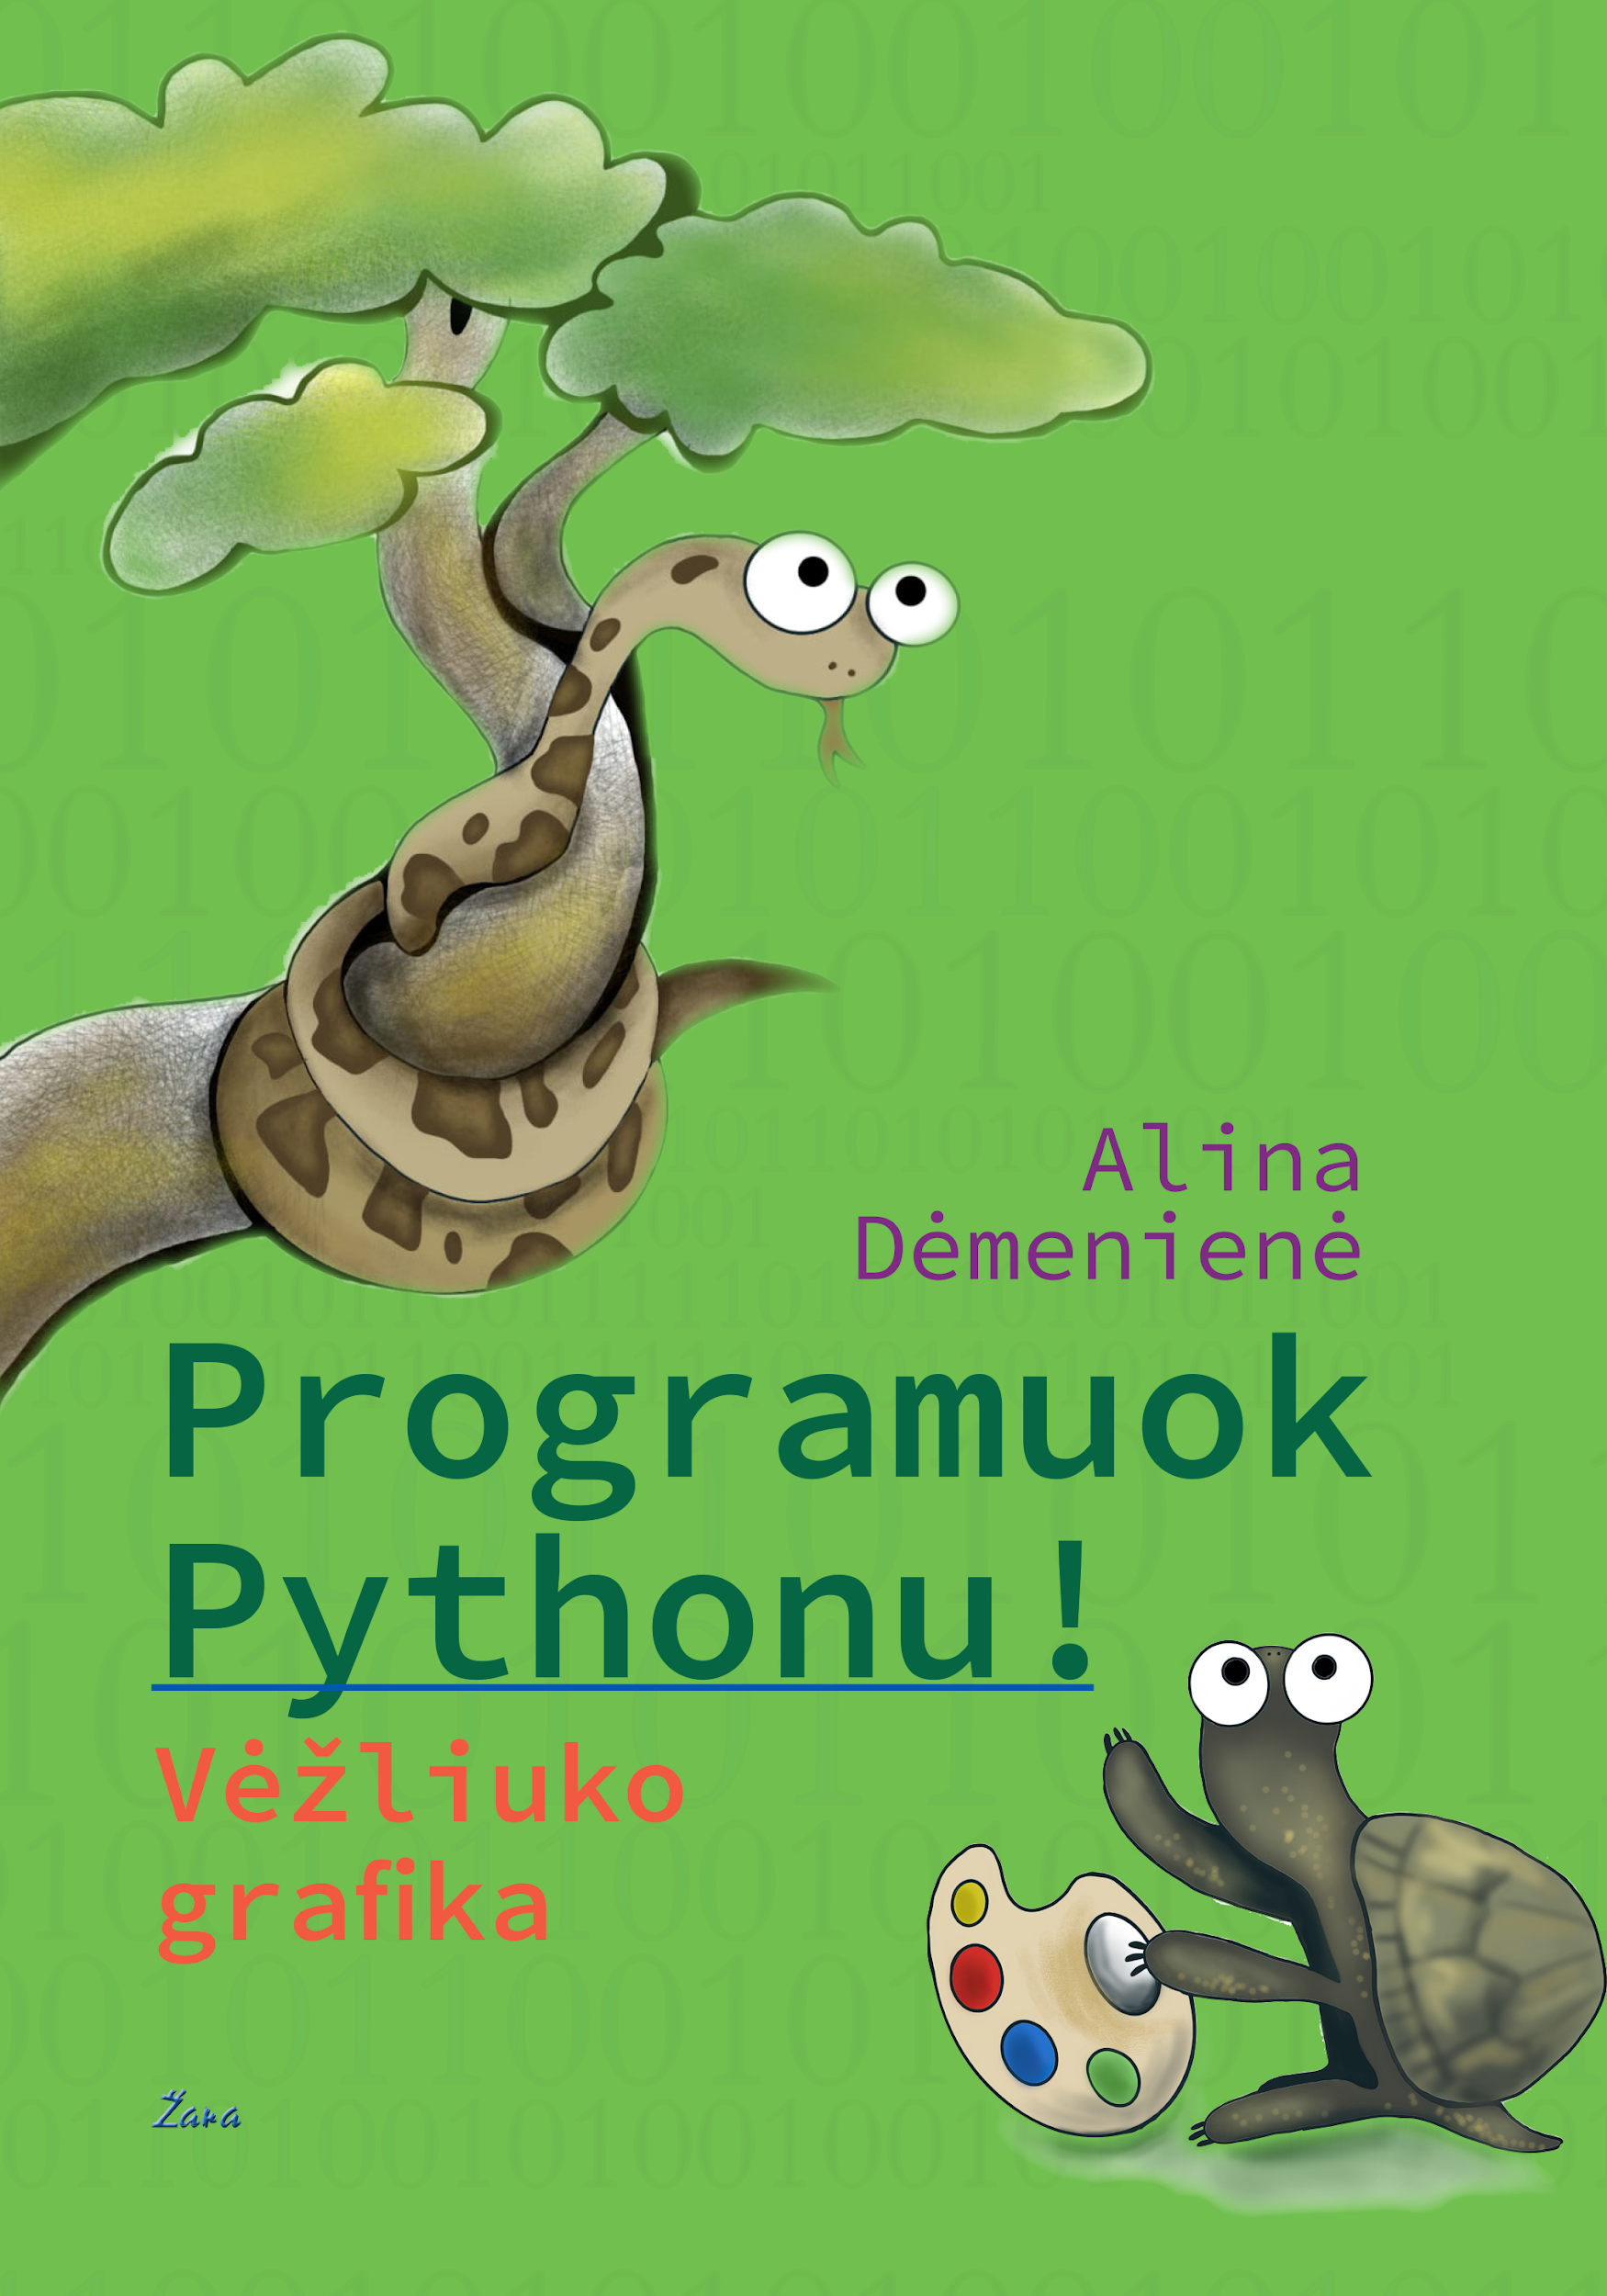 Alina
Dėmenienė
Programuok
Pythonu!
Vėžliuko
grafika
Žara